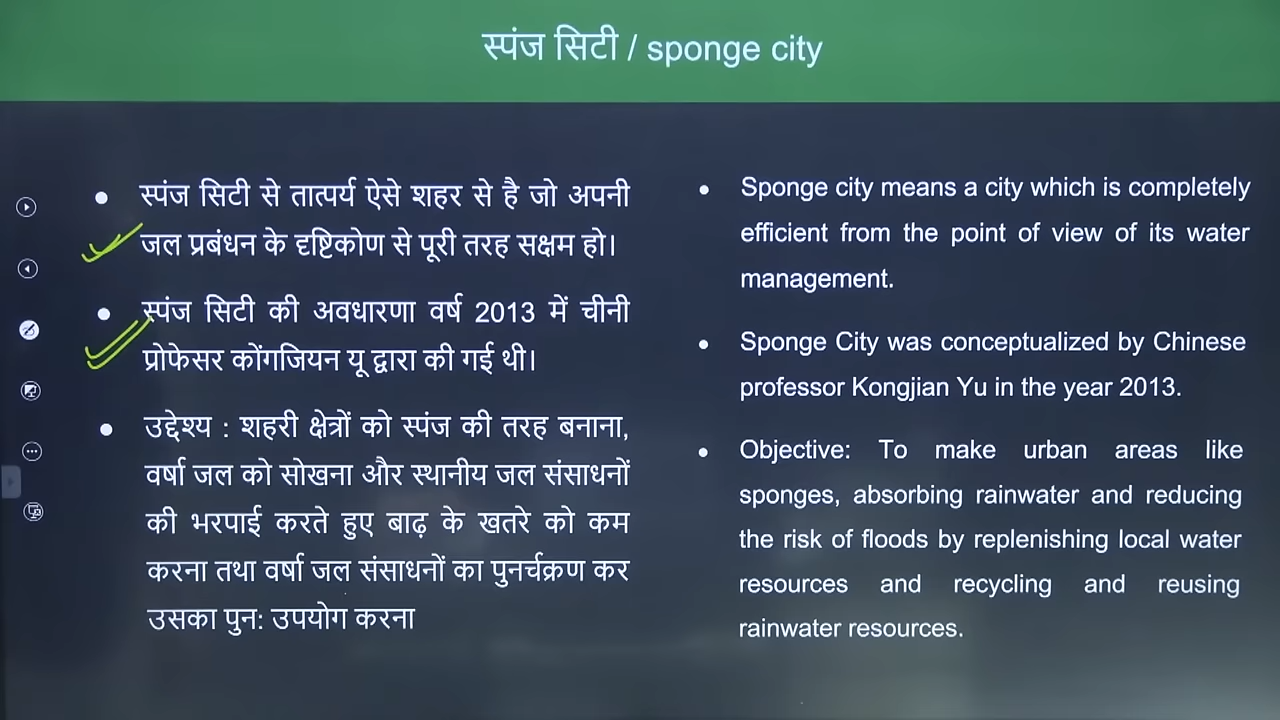 स्पंज सिटी / sponge city
• स्पंज सिटी से तात्पर्य ऐसे शहर से है जो अपनी
जल प्रबंधन के दृष्टिकोण से पूरी तरह सक्षम हो।
• स्पंज सिटी की अवधारणा वर्ष 2013 में चीनी
प्रोफेसर कोंगजियन यू द्वारा की गई थी।
• उद्देश्य : शहरी क्षेत्रों को स्पंज की तरह बनाना,
वर्षा जल को सोखना और स्थानीय जल संसाधनों
की भरपाई करते हुए बाढ़ के खतरे को कम
करना तथा वर्षा जल संसाधनों का पुनर्चक्रण कर
उसका पुन: उपयोग करना
• Sponge city means a city which is completely
efficient from the point of view of its water
management.
• Sponge City was conceptualized by Chinese
professor Kongjian Yu in the year 2013.
• Objective: To make urban areas like
sponges, absorbing rainwater and reducing
the risk of floods by replenishing local water
resources and recycling and reusing
rainwater resources.